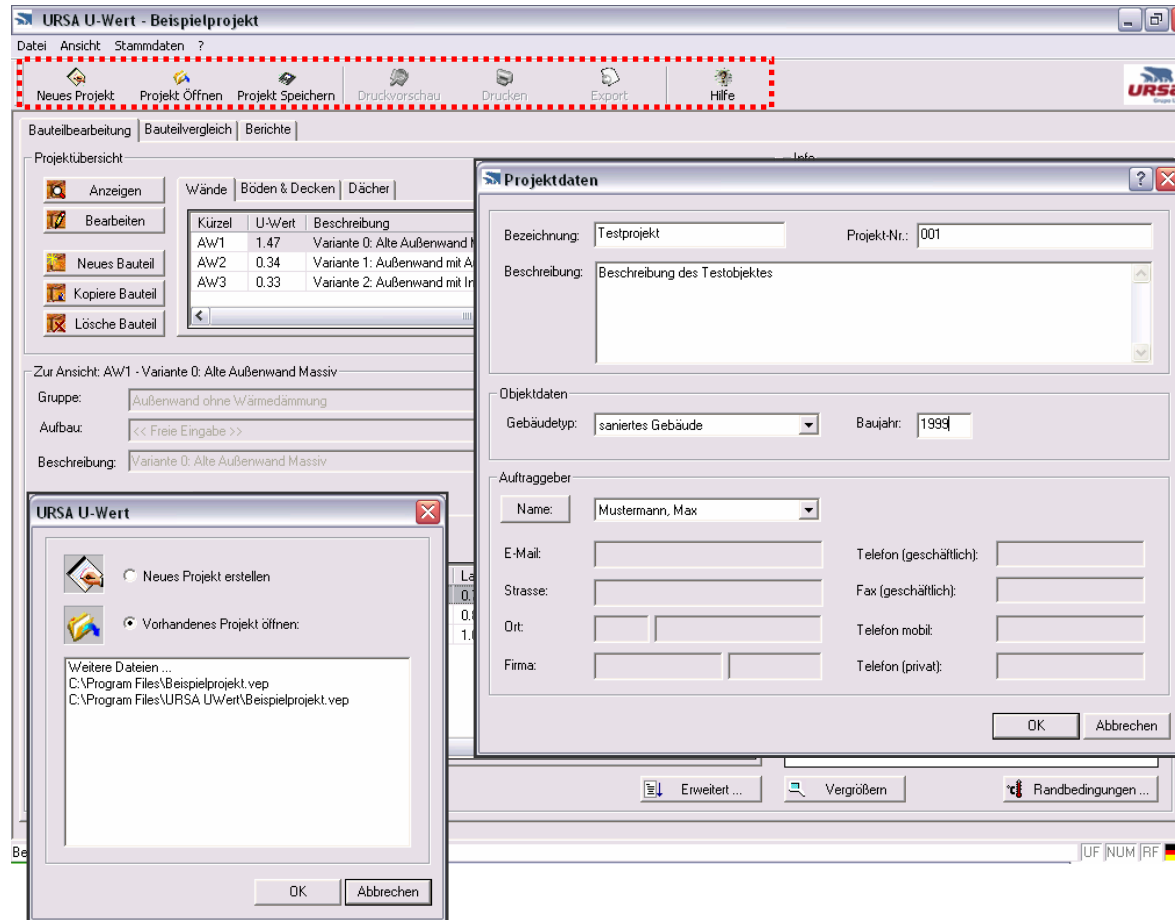 URSA U-Wert - Beispielprojekt
Datei Ansicht Stammdaten ?
Neues Projekt Projekt Öffnen Projekt Speichern Druckvorschau Drucken Export Hilfe
URSA
Bauteilbearbeitung Bauteilvergleich Berichte
Projektübersicht
Info
Anzeigen
Bearbeiten
Neues Bauteil
Kopiere Bauteil
Lösche Bauteil
Wände Böden & Decken Dächer
Kürzel U-Wert Beschreibung
AW1 1.47 Variante 0: Alte Außenwand
AW2 0.34 Variante 1: Außenwand mit
AW3 0.33 Variante 2: Außenwand mit
Zur Ansicht: AW1 - Variante 0: Alte Außenwand Massiv
Gruppe: Außenwand ohne Wärmedämmung
Aufbau: << Freie Eingabe >>
Beschreibung: Variante 0: Alte Außenwand Massiv
Projektdaten
Bezeichnung: Testprojekt Projekt-Nr.: 001
Beschreibung: Beschreibung des Testobjektes
Objektdaten
Gebäudetyp: saniertes Gebäude Baujahr: 1999
Auftraggeber
Name: Mustermann, Max
E-Mail: Telefon (geschäftlich):
Strasse: Fax (geschäftlich):
Ort: Telefon mobil:
Firma: Telefon (privat):
OK Abbrechen
URSA U-Wert
Neues Projekt erstellen
Vorhandenes Projekt öffnen:
Weitere Dateien ...
C:\Program Files\Beispielprojekt.vep
C:\Program Files\URSA UWert\Beispielprojekt.vep
OK Abbrechen
Erweitert ... Vergrößern Randbedingungen ...
UF NUM RF